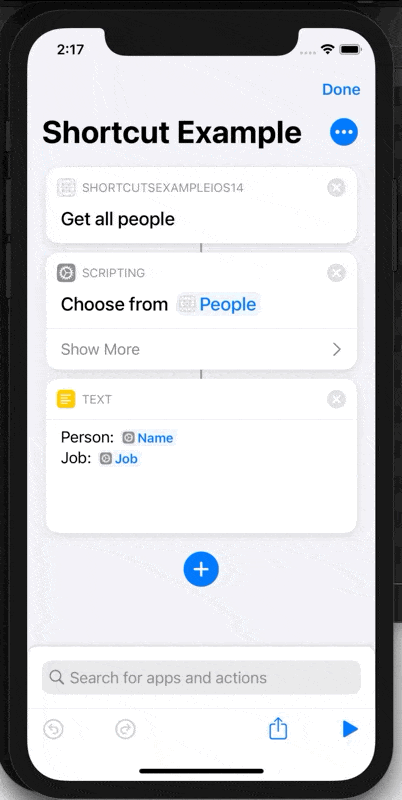 2:17
Done
Shortcut Example
SHORTCUTSEXAMPLEIOS14
Get all people
SCRIPTING
Choose from People
Show More
TEXT
Person: Name
Job: Job
Search for apps and actions